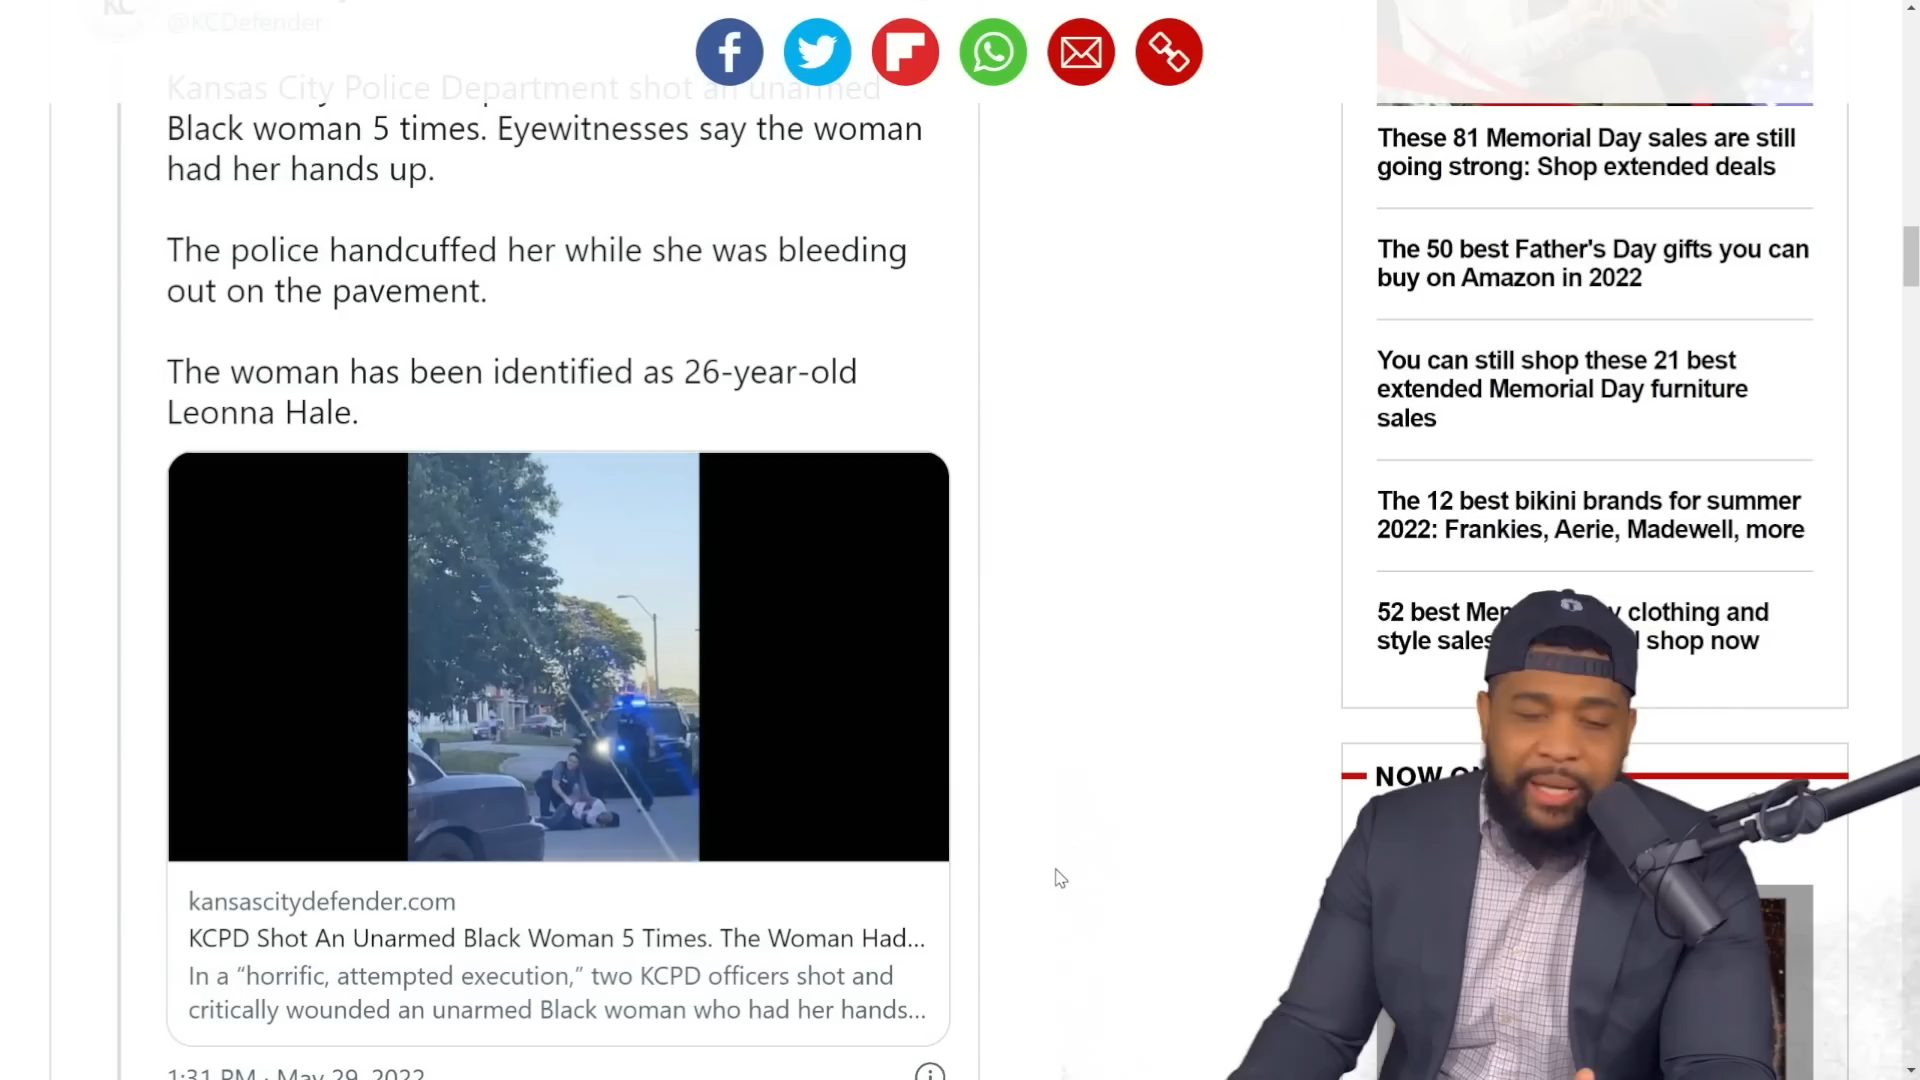 KC
@KCDefender
Kansas City Police Department shot an unarmed
Black woman 5 times. Eyewitnesses say the woman
had her hands up.
The police handcuffed her while she was bleeding
out on the pavement.
The woman has been identified as 26-year-old
Leonna Hale.
kansascitydefender.com
KCPD Shot An Unarmed Black Woman 5 Times. The Woman Had...
In a “horrific, attempted execution,” two KCPD officers shot and
critically wounded an unarmed Black woman who had her hands...
1:31 PM · May 29, 2022
These 81 Memorial Day sales are still
going strong: Shop extended deals
The 50 best Father's Day gifts you can
buy on Amazon in 2022
You can still shop these 21 best
extended Memorial Day furniture
sales
The 12 best bikini brands for summer
2022: Frankies, Aerie, Madewell, more
52 best clothing and
style sales shop now
NOW